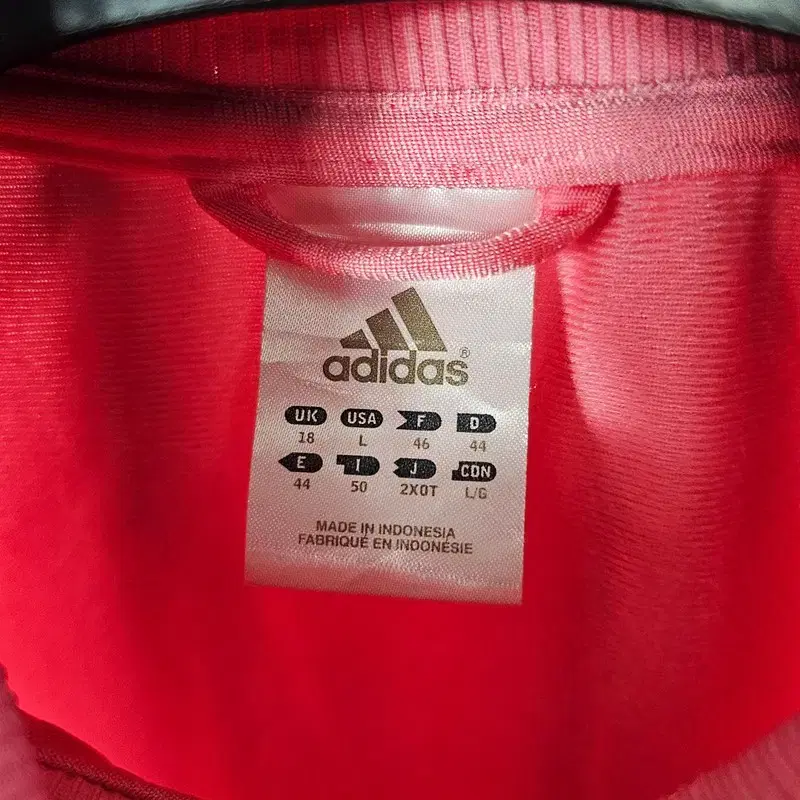 adidas®
UK USA F D
18 L 46 44
E I J CDN
44 50 2XOT L/G
MADE IN INDONESIA
FABRIQUÉ EN INDONÉSIE